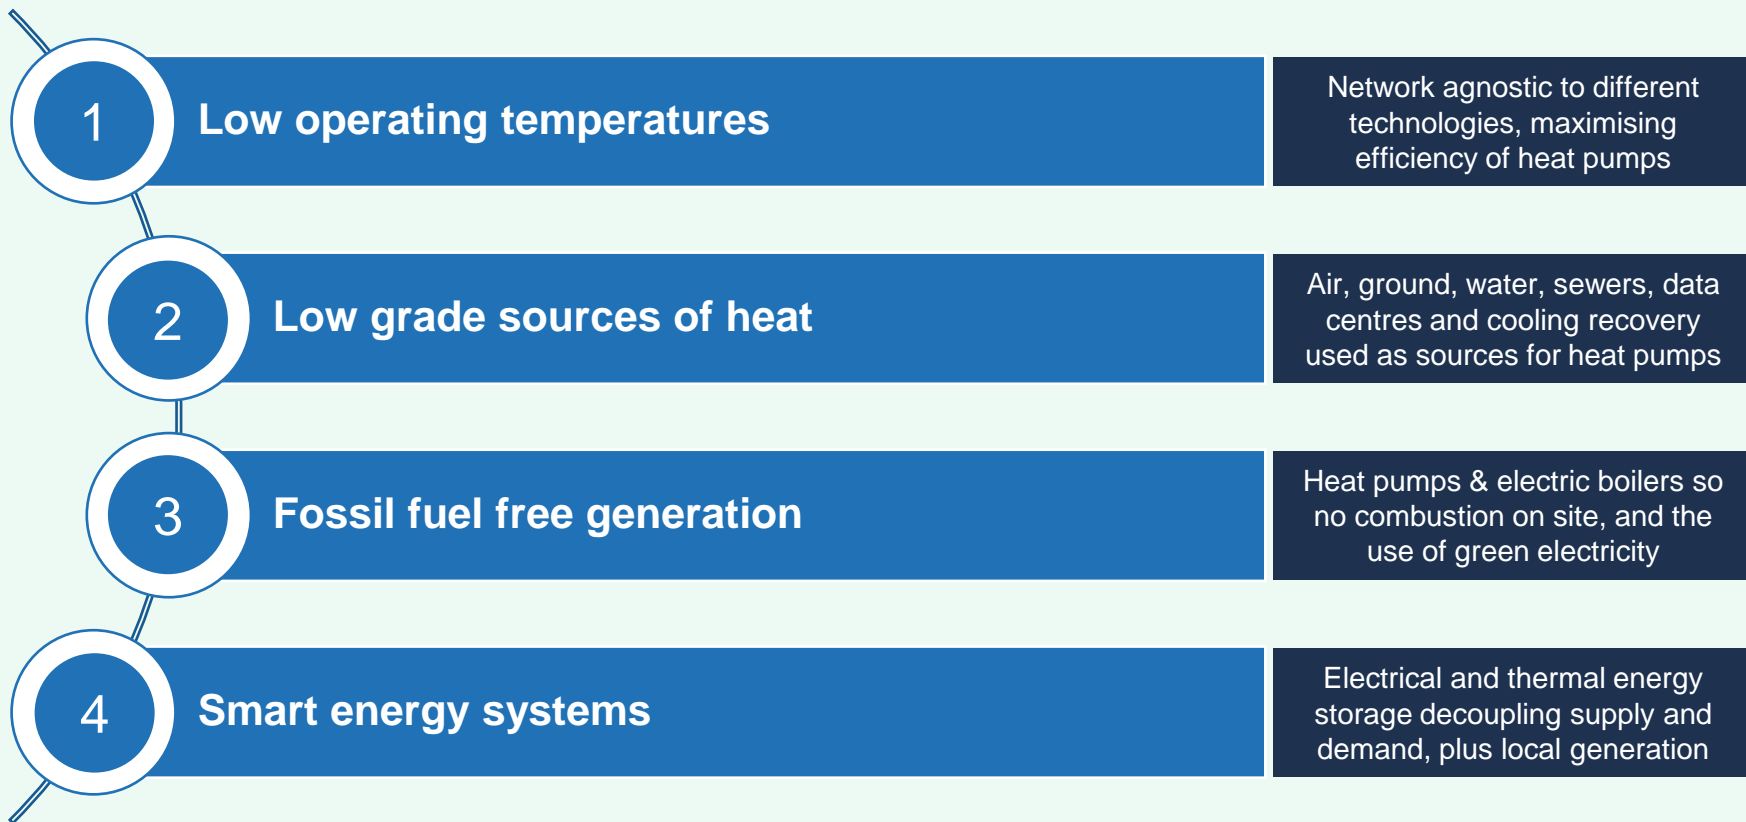 1
Low operating temperatures
Network agnostic to different
technologies, maximising
efficiency of heat pumps
2
Low grade sources of heat
Air, ground, water, sewers, data
centres and cooling recovery
used as sources for heat pumps
3
Fossil fuel free generation
Heat pumps & electric boilers so
no combustion on site, and the
use of green electricity
4
Smart energy systems
Electrical and thermal energy
storage decoupling supply and
demand, plus local generation